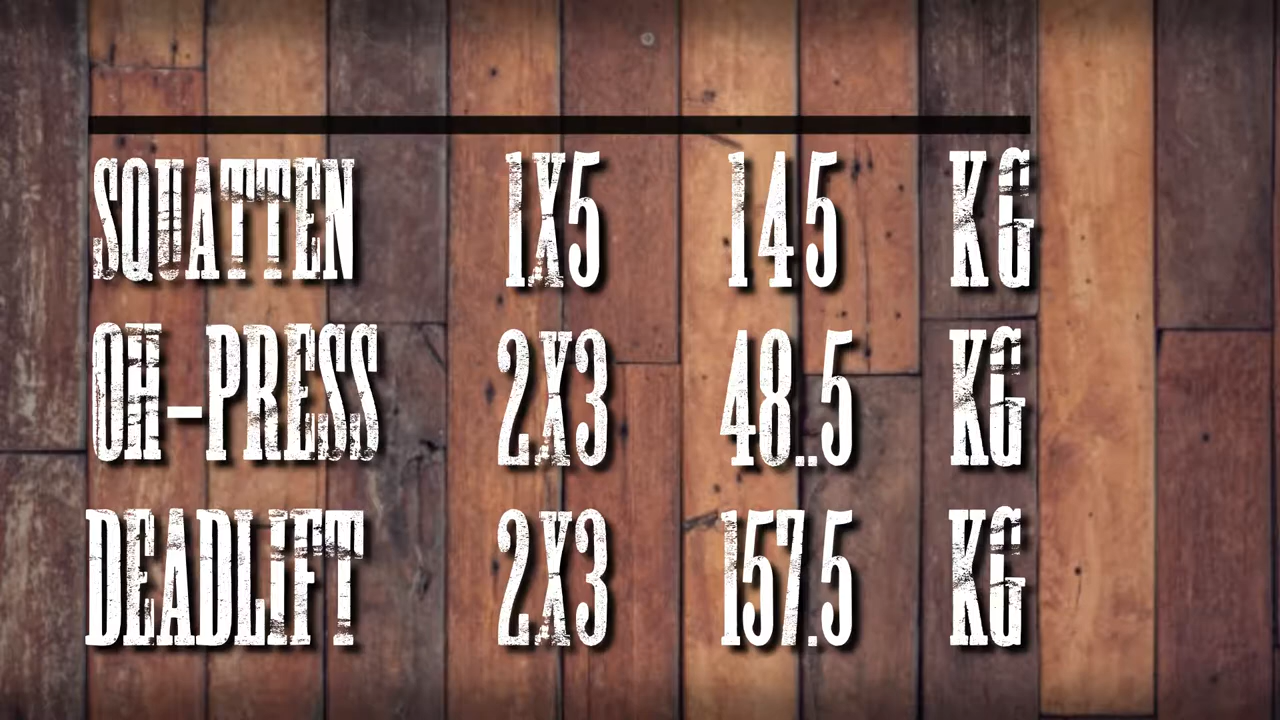 SQUATTEN 1X5 145 KG
OH-PRESS 2X3 48..5 KG
DEADLIFT 2X3 157.5 KG